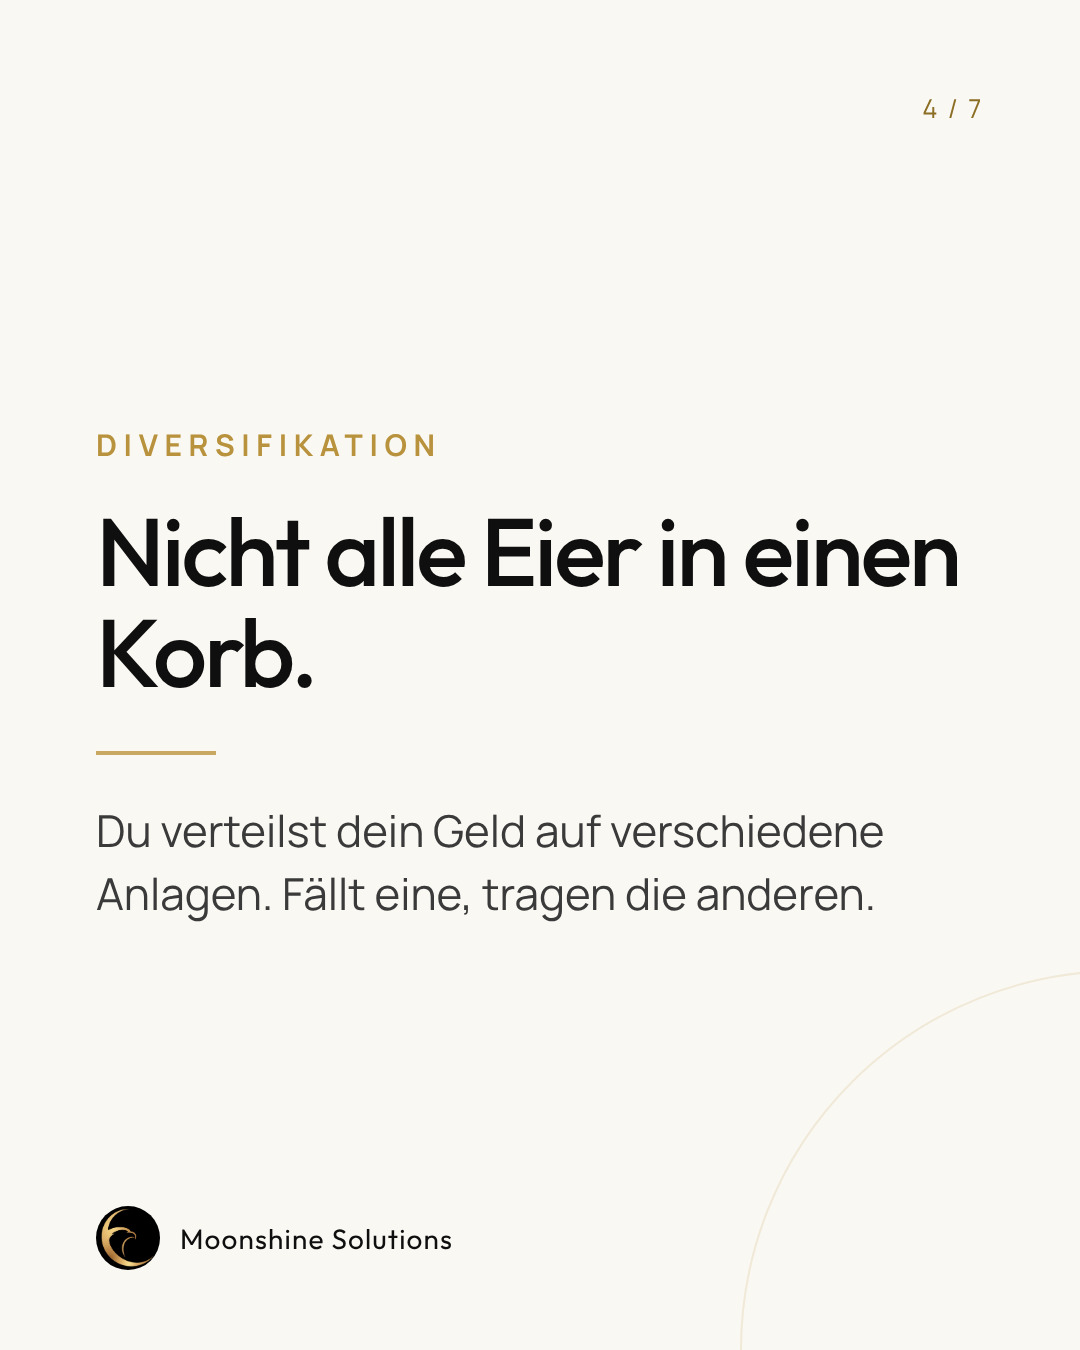 4 / 7
DIVERSIFIKATION
Nicht alle Eier in einen
Korb.
Du verteilst dein Geld auf verschiedene
Anlagen. Fällt eine, tragen die anderen.
Moonshine Solutions